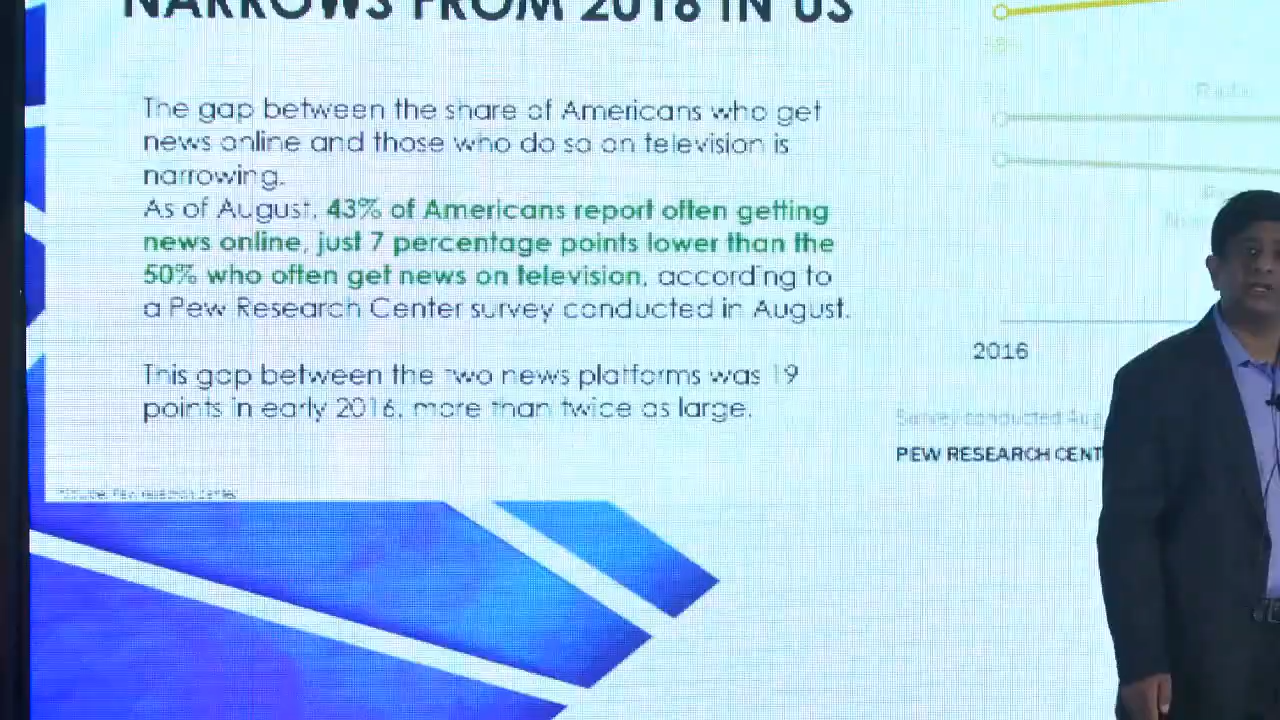 NARROWS FROM 2016 IN US
The gap between the share of Americans who get
news online and those who do so on television is
narrowing.
As of August, 43% of Americans report often getting
news online, just 7 percentage points lower than the
50% who often get news on television, according to
a Pew Research Center survey conducted in August.
This gap between the two news platforms was 19
points in early 2016, more than twice as large.
2016
Survey conducted Aug
PEW RESEARCH CENT